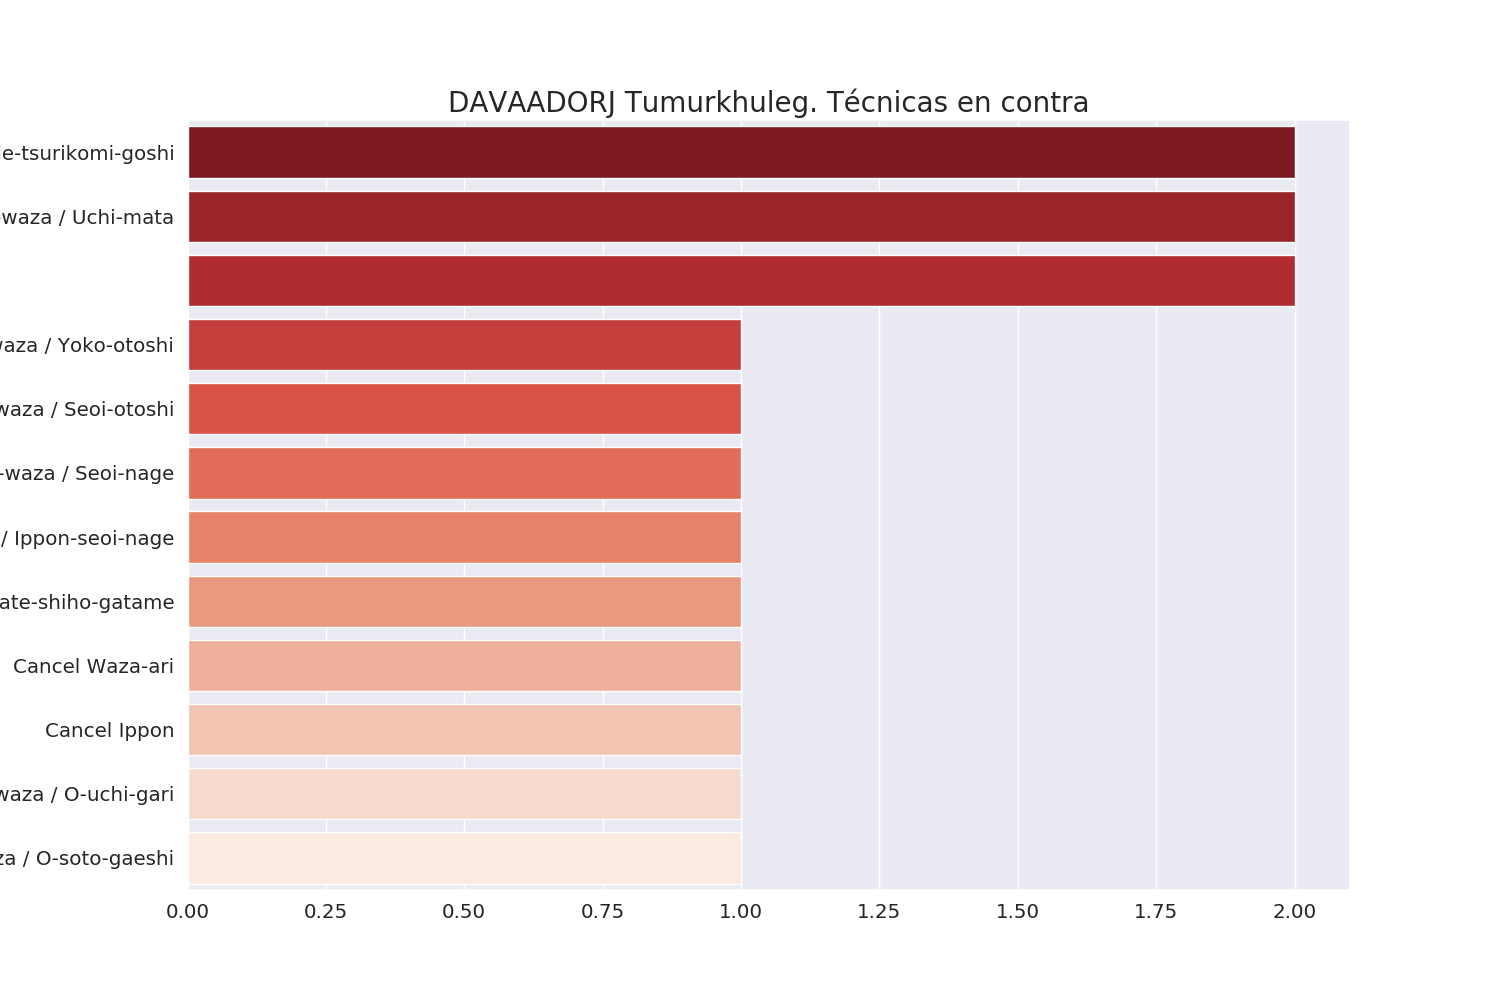 DAVAADORJ Tumurkhuleg. Técnicas en contra
de-tsurikomi-goshi
-waza / Uchi-mata
waza / Yoko-otoshi
waza / Seoi-otoshi
-waza / Seoi-nage
/ Ippon-seoi-nage
ate-shiho-gatame
Cancel Waza-ari
Cancel Ippon
waza / O-uchi-gari
za / O-soto-gaeshi
0.00 0.25 0.50 0.75 1.00 1.25 1.50 1.75 2.00